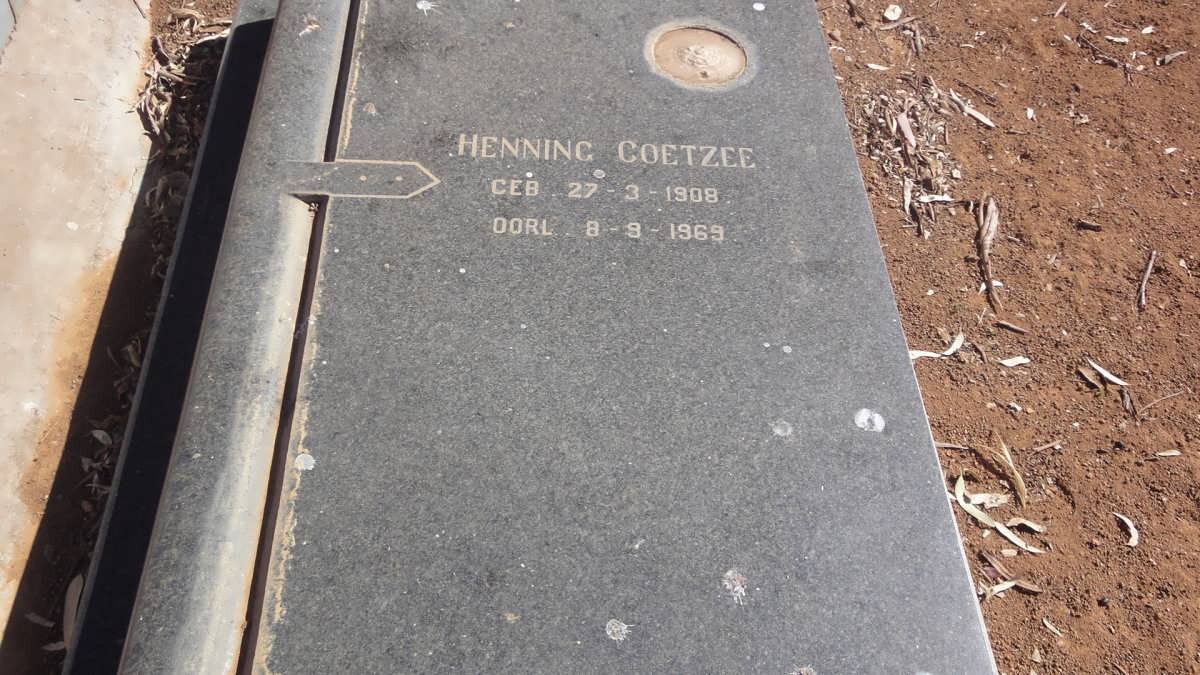 HENNING COETZEE
GEB. 27-3-1908.
OORL. 8-9-1969.